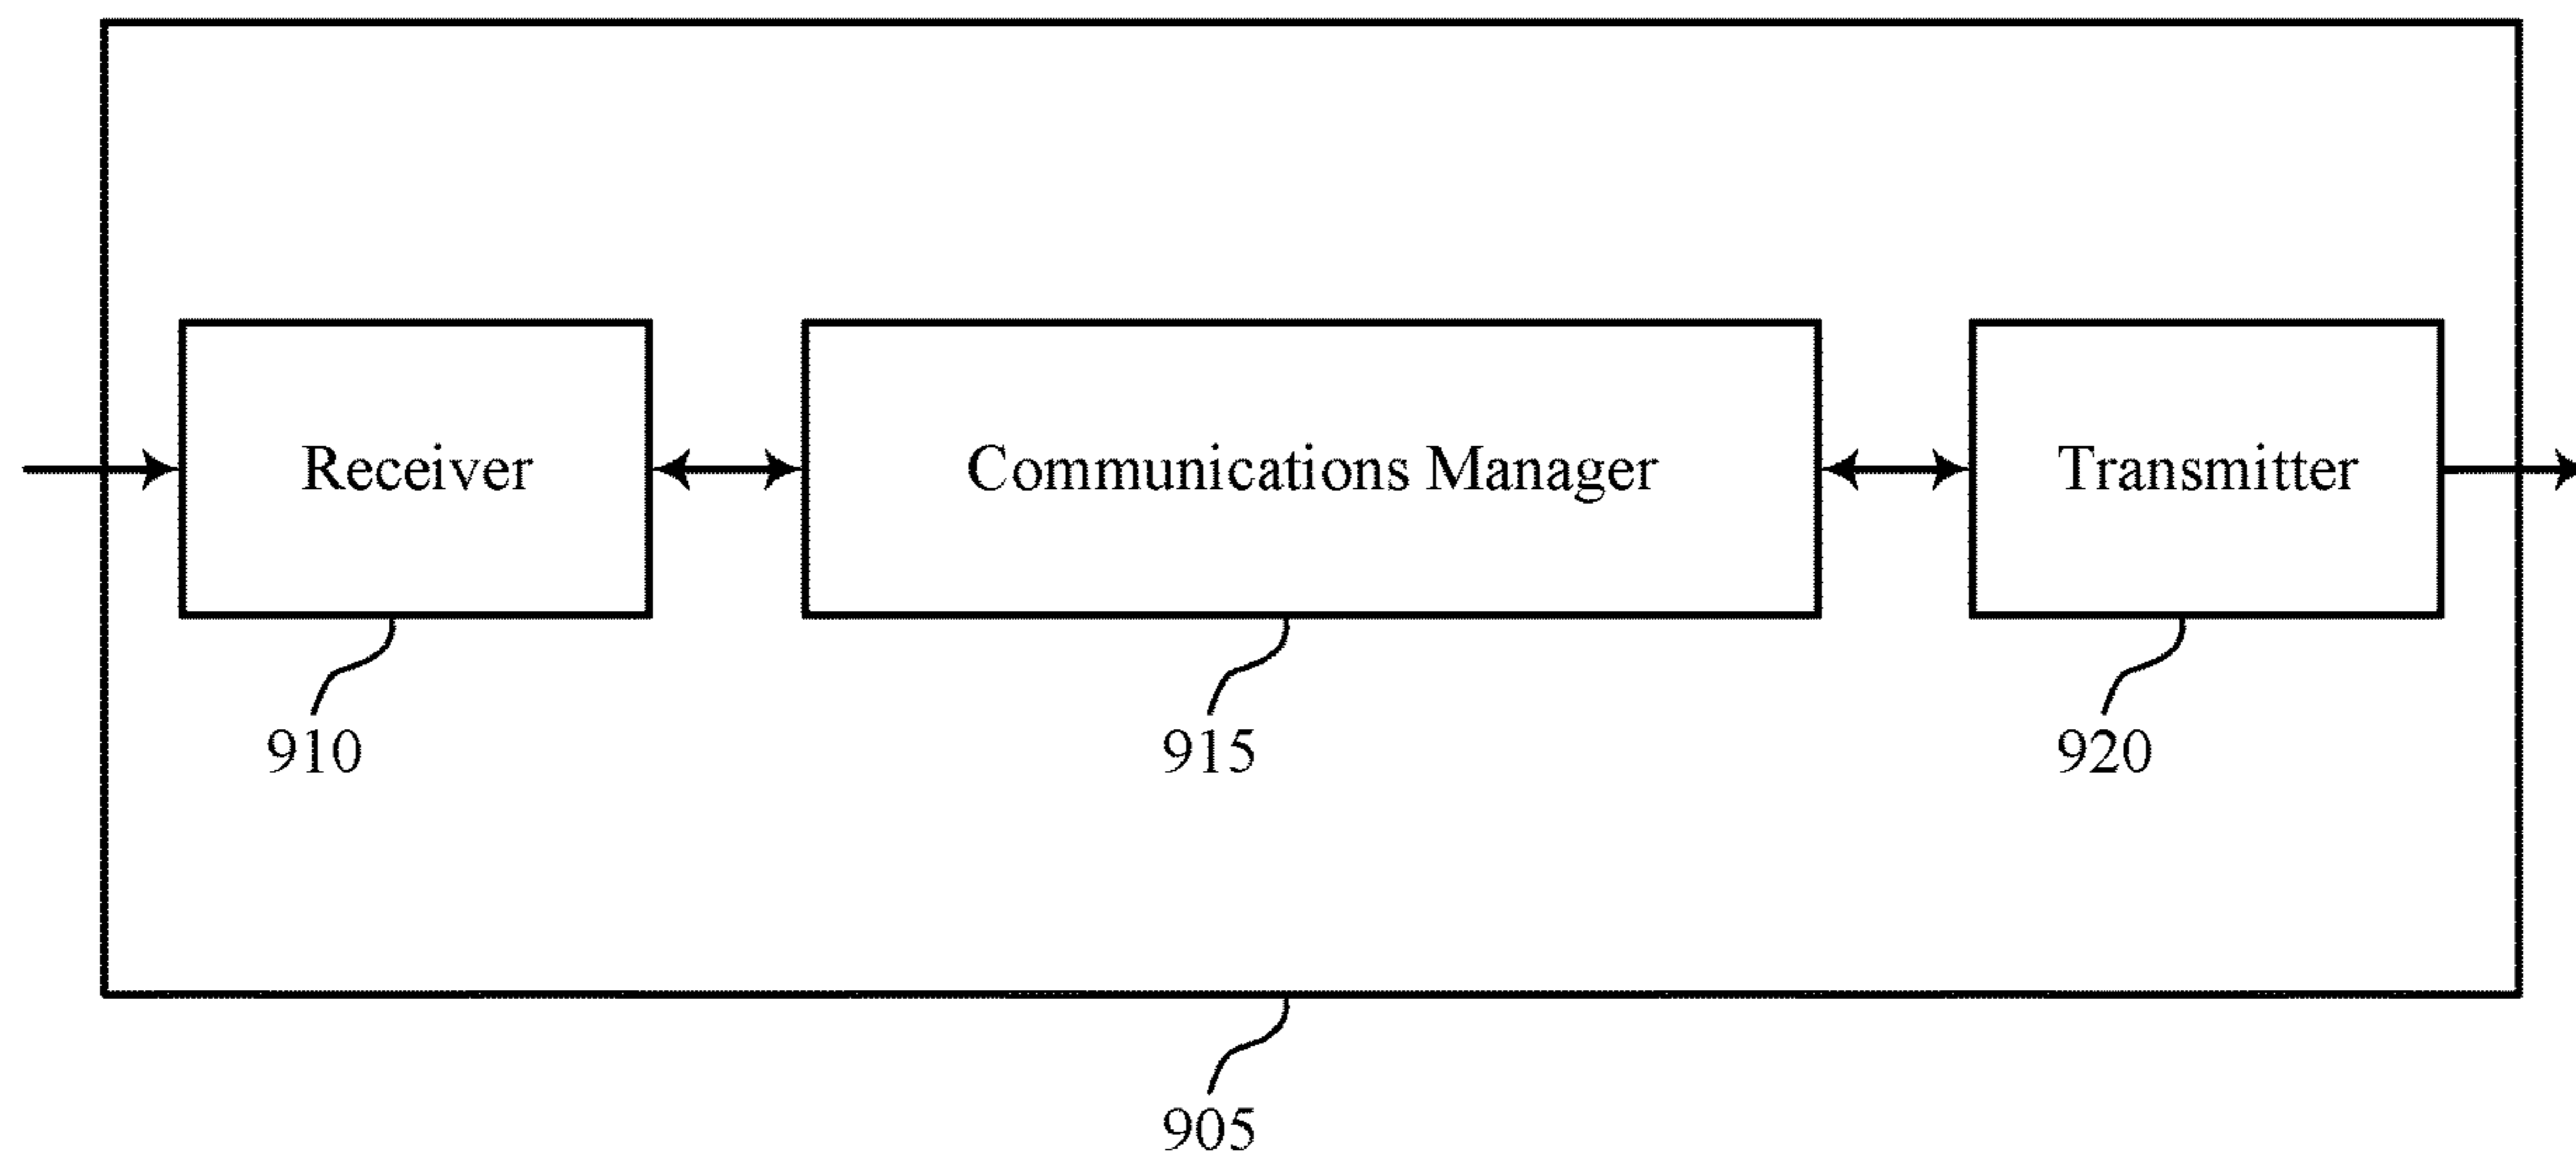 Receiver
Communications Manager
Transmitter
910
915
920
905